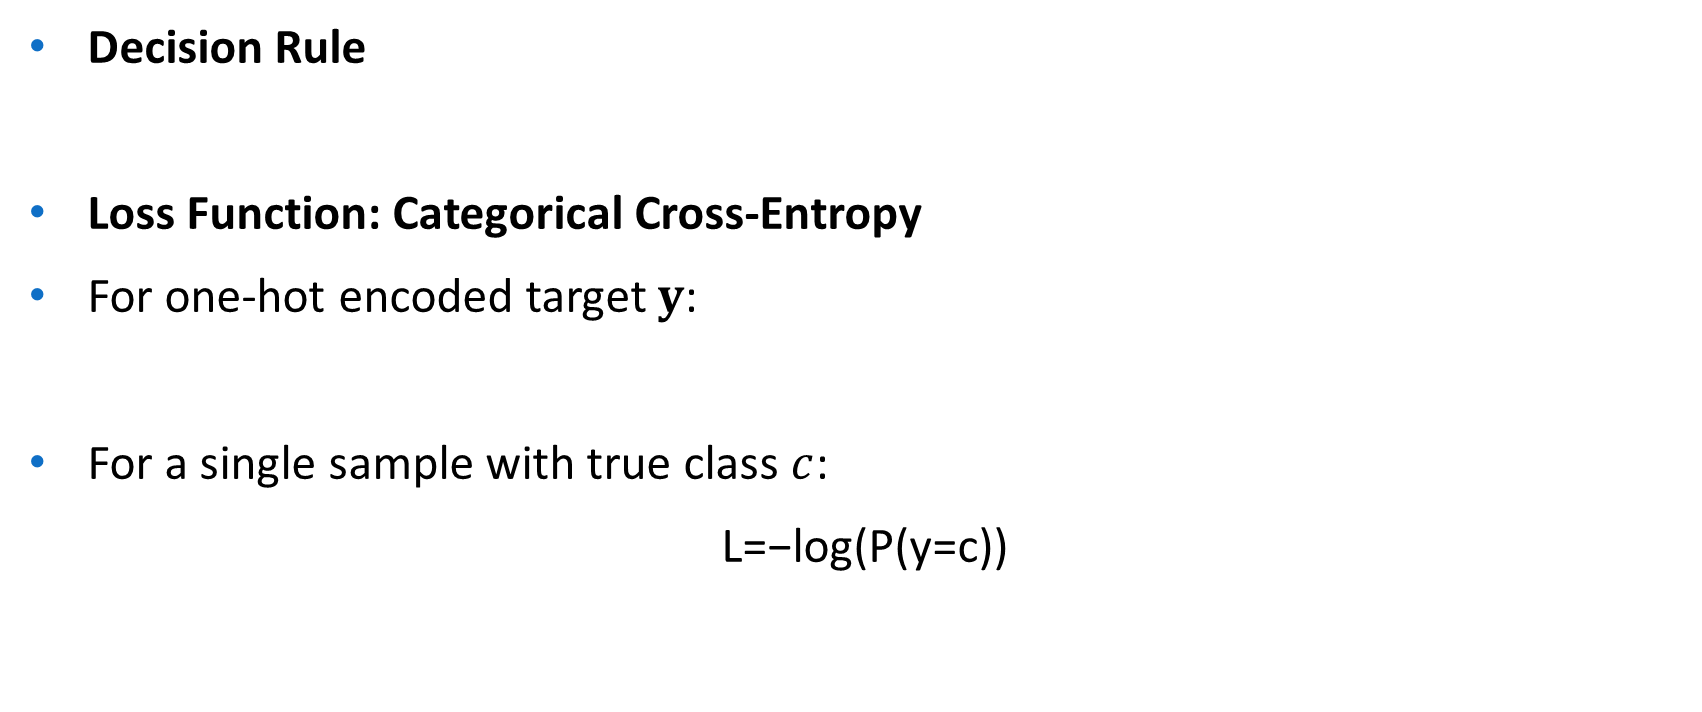 • Decision Rule
• Loss Function: Categorical Cross-Entropy
• For one-hot encoded target y:
• For a single sample with true class c:
L=−log(P(y=c))